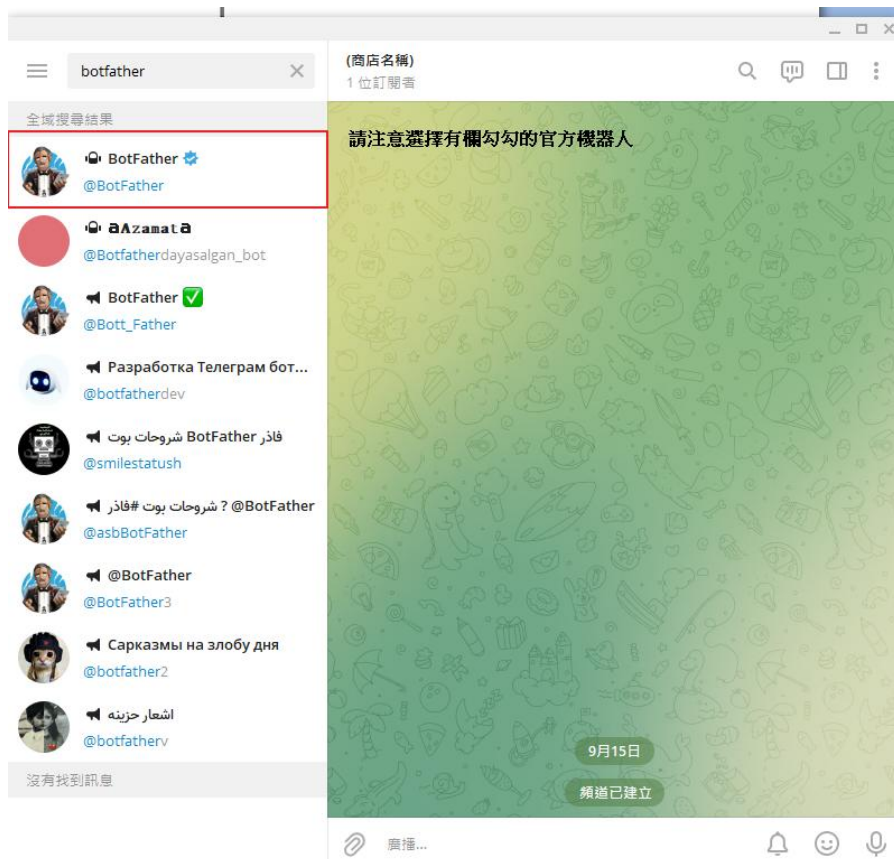 botfather
(商店名稱)
1 位訂閱者
全域搜尋結果
請注意選擇有欄勾勾的官方機器人
BotFather
@BotFather
ƋɅzamatƋ
@Botfatherdayasalgan_bot
BotFather ✅
@Bott_Father
Разработка Телеграм бот...
@botfatherdev
فاذر BotFather شروحات بوت
@smilestatush
@BotFather ? شروحات بوت #فاذر
@asbBotFather
@BotFather
@BotFather3
Сарказмы на злобу дня
@botfather2
اشعار حزينه
@botfatherv
沒有找到訊息
9月15日
頻道已建立
廣播...